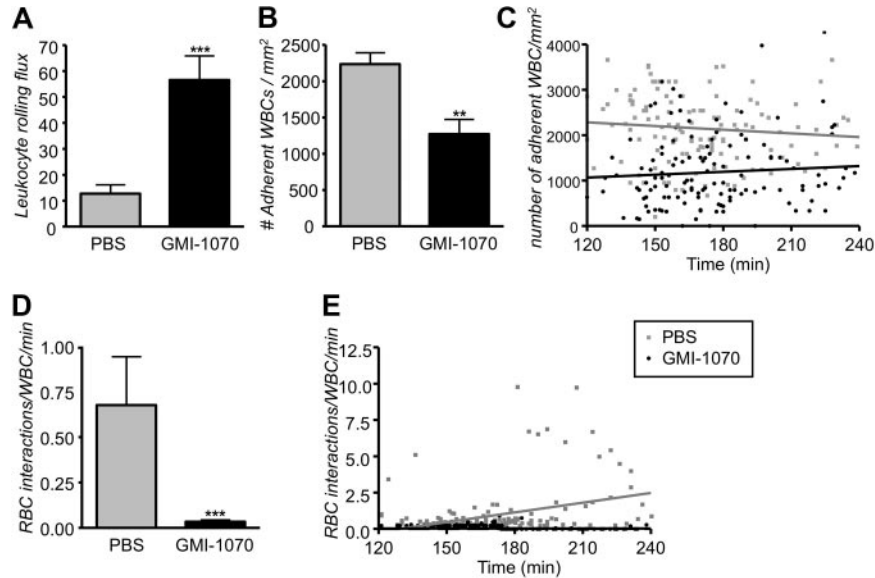 A
Leukocyte rolling flux
70
60
50
40
30
20
10
0
***
PBS
GMI-1070
B
# Adherent WBCs / mm²
2500
2000
1500
1000
500
0
**
PBS
GMI-1070
C
number of adherent WBC/mm²
4000
3000
2000
1000
0
120 150 180 210 240
Time (min)
D
RBC interactions/WBC/min
1.00
0.75
0.50
0.25
0.00
***
PBS
GMI-1070
E
RBC interactions/WBC/min
12.5
10.0
7.5
5.0
2.5
0.0
120 150 180 210 240
Time (min)
PBS
GMI-1070